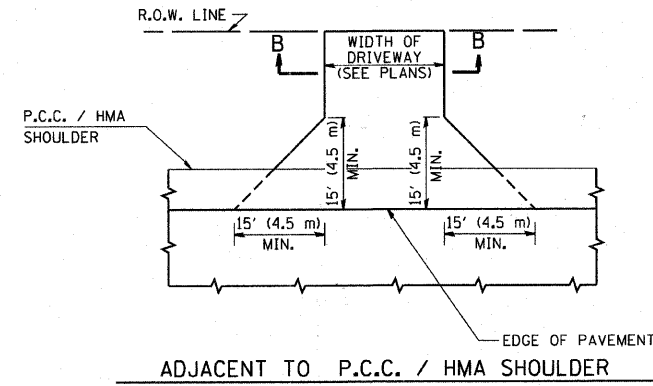 R.O.W. LINE
B
WIDTH OF
DRIVEWAY
(SEE PLANS)
B
P.C.C. / HMA
SHOULDER
15' (4.5 m)
MIN.
15' (4.5 m)
MIN.
15' (4.5 m)
MIN.
15' (4.5 m)
MIN.
EDGE OF PAVEMENT
ADJACENT TO P.C.C. / HMA SHOULDER